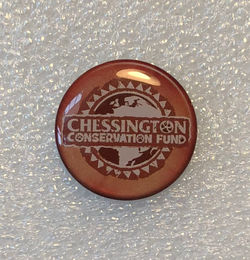 CHESSINGTON
CONSERVATION FUND